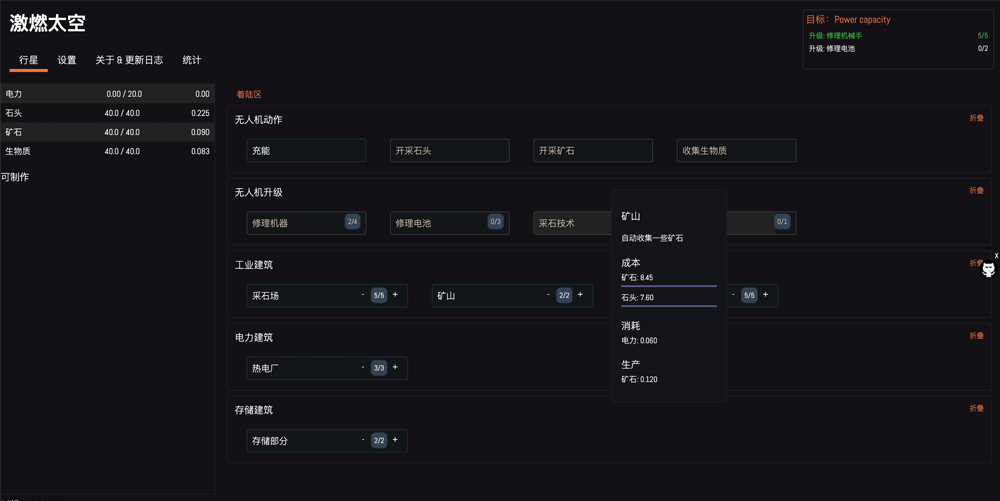 激燃太空
目标：Power capacity
升级: 修理机械手 5/5
升级: 修理电池 0/2
行星 设置 关于 & 更新日志 统计
电力 0.00 / 20.0 0.00
石头 40.0 / 40.0 0.225
矿石 40.0 / 40.0 0.090
生物质 40.0 / 40.0 0.083
可制作
着陆区
无人机动作 折叠
充能 开采石头 开采矿石 收集生物质
无人机升级 折叠
修理机器 2/4 修理电池 0/3 采石技术 0/1
工业建筑 折叠
采石场 - 5/5 + 矿山 - 2/2 + 5/5 +
电力建筑 折叠
热电厂 - 3/3 +
存储建筑 折叠
存储部分 - 2/2 +
矿山
自动收集一些矿石
成本
矿石: 8.45
石头: 7.60
消耗
电力: 0.060
生产
矿石: 0.120
x